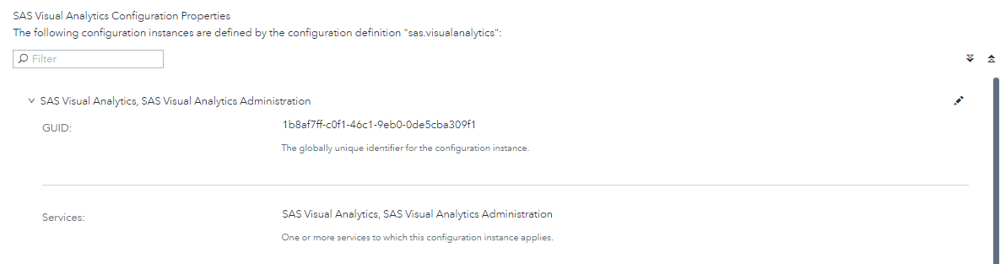 SAS Visual Analytics Configuration Properties
The following configuration instances are defined by the configuration definition "sas.visualanalytics":
Filter
SAS Visual Analytics, SAS Visual Analytics Administration
GUID:
1b8af7ff-c0f1-46c1-9eb0-0de5cba309f1
The globally unique identifier for the configuration instance.
Services:
SAS Visual Analytics, SAS Visual Analytics Administration
One or more services to which this configuration instance applies.